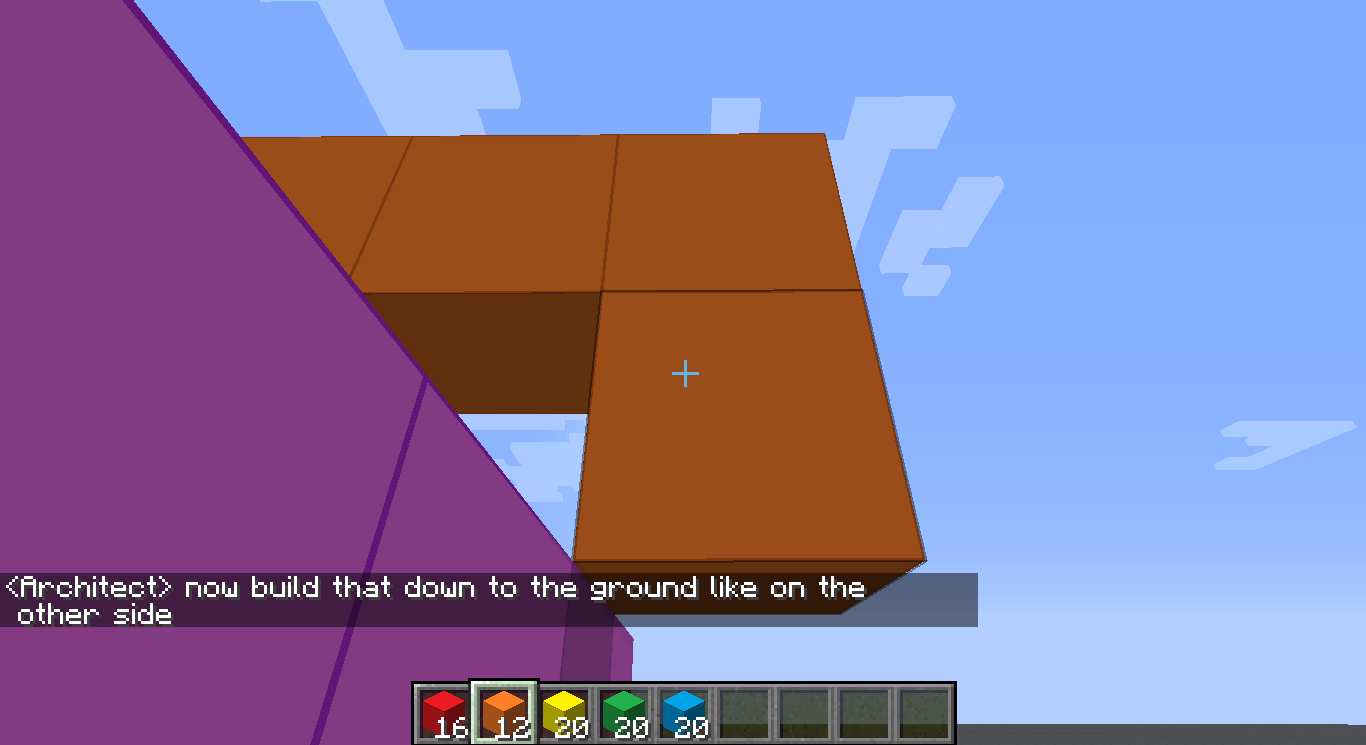 <Architect> now build that down to the ground like on the
other side
16 12 20 20 20